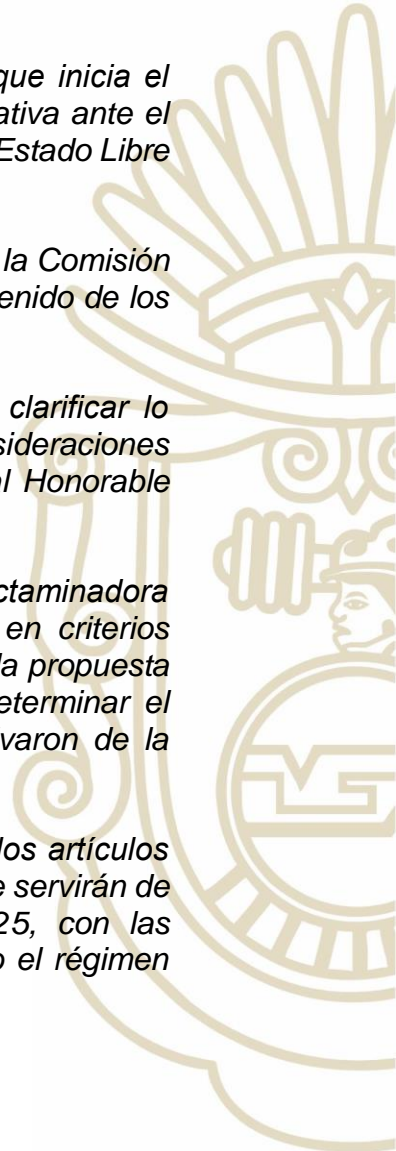 que inicia el
ativa ante el
Estado Libre
la Comisión
enido de los
clarificar lo
sideraciones
al Honorable
ctaminadora
en criterios
la propuesta
eterminar el
varon de la
los artículos
e servirán de
25, con las
o el régimen